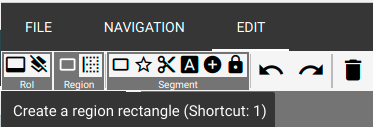 FILE NAVIGATION EDIT
RoI Region Segment
Create a region rectangle (Shortcut: 1)